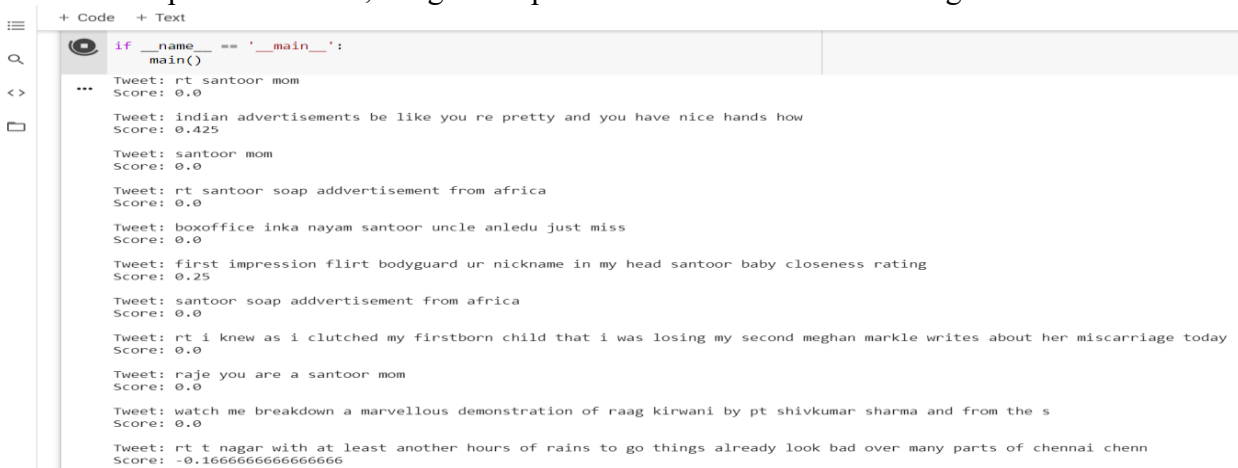 + Code + Text
if __name__ == '__main__':
main()
Tweet: rt santoor mom
Score: 0.0
Tweet: indian advertisements be like you re pretty and you have nice hands how
Score: 0.425
Tweet: santoor mom
Score: 0.0
Tweet: rt santoor soap addvertisement from africa
Score: 0.0
Tweet: boxoffice inka nayam santoor uncle anledu just miss
Score: 0.0
Tweet: first impression flirt bodyguard ur nickname in my head santoor baby closeness rating
Score: 0.25
Tweet: santoor soap addvertisement from africa
Score: 0.0
Tweet: rt i knew as i clutched my firstborn child that i was losing my second meghan markle writes about her miscarriage today
Score: 0.0
Tweet: raje you are a santoor mom
Score: 0.0
Tweet: watch me breakdown a marvellous demonstration of raag kirwani by pt shivkumar sharma and from the s
Score: 0.0
Tweet: rt t nagar with at least another hours of rains to go things already look bad over many parts of chennai chenn
Score: -0.1666666666666666